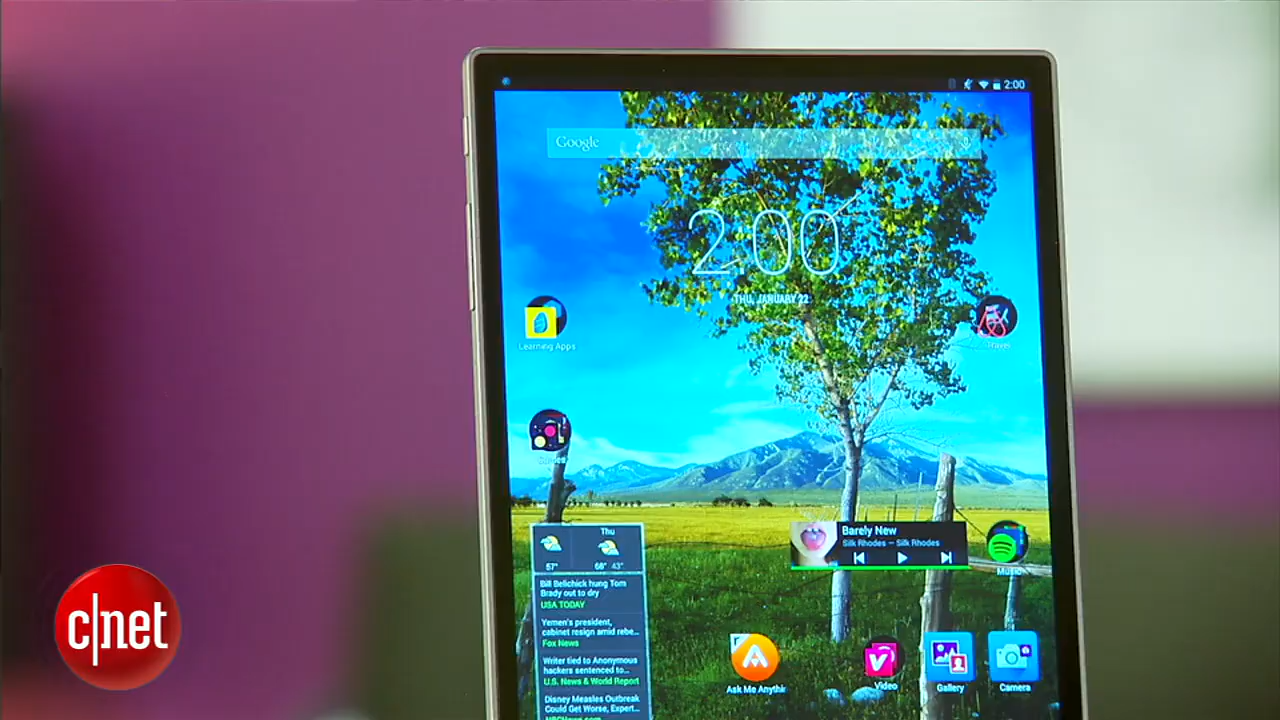 2:00
Google
2:00
THU, JANUARY 22
Learning Apps
Travel
Thu
57° 68° 43°
Bill Belichick hung Tom
Brady out to dry
USA TODAY
Yemen's president,
cabinet resign amid rebe...
Fox News
Writer tied to Anonymous
hackers sentenced to...
U.S. News & World Report
Disney Measles Outbreak
Could Get Worse, Expert...
NBCNews.com
Barely New
Silk Rhodes — Silk Rhodes
Music
Ask Me Anythin
Video
Gallery
Camera
c|net